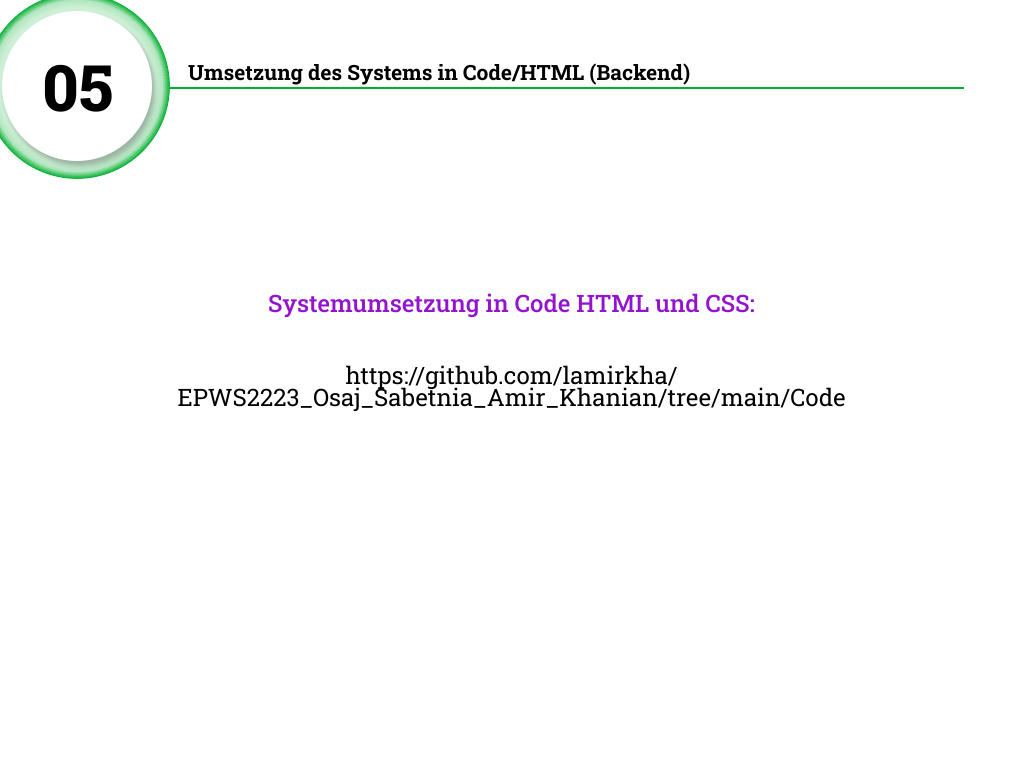 05
Umsetzung des Systems in Code/HTML (Backend)
Systemumsetzung in Code HTML und CSS:
https://github.com/lamirkha/
EPWS2223_Osaj_Sabetnia_Amir_Khanian/tree/main/Code